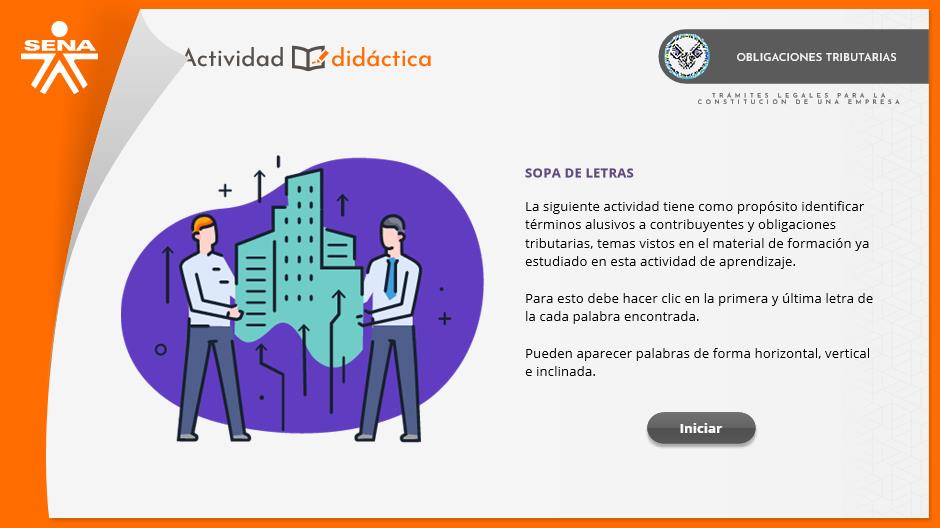 SENA
Actividad didáctica
OBLIGACIONES TRIBUTARIAS
TRÁMITES LEGALES PARA LA
CONSTITUCIÓN DE UNA EMPRESA
SOPA DE LETRAS
La siguiente actividad tiene como propósito identificar
términos alusivos a contribuyentes y obligaciones
tributarias, temas vistos en el material de formación ya
estudiado en esta actividad de aprendizaje.
Para esto debe hacer clic en la primera y última letra de
la cada palabra encontrada.
Pueden aparecer palabras de forma horizontal, vertical
e inclinada.
Iniciar